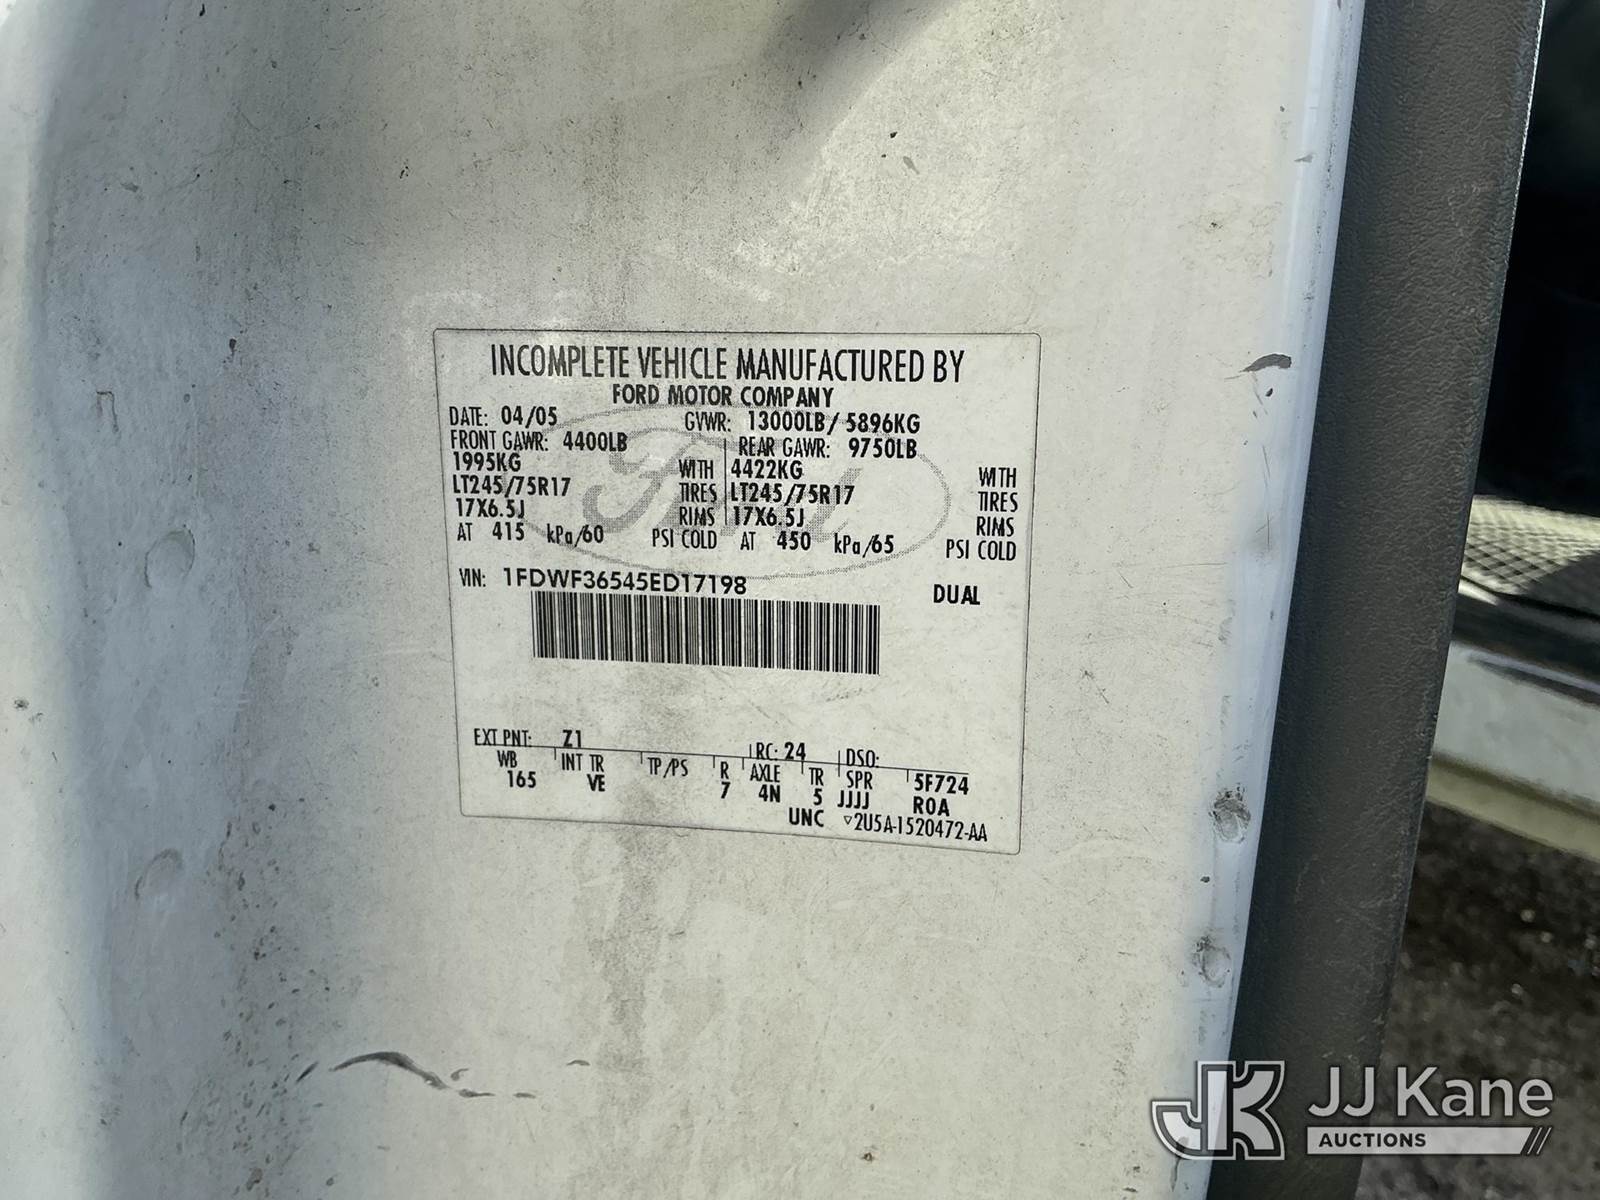 INCOMPLETE VEHICLE MANUFACTURED BY
FORD MOTOR COMPANY
DATE: 04/05 GVWR: 13000LB/ 5896KG
FRONT GAWR: 4400LB REAR GAWR: 9750LB
1995KG WITH 4422KG WITH
LT245/75R17 TIRES LT245/75R17 TIRES
17X6.5J RIMS 17X6.5J RIMS
AT 415 kPa/60 PSI COLD AT 450 kPa/65 PSI COLD
VIN: 1FDWF36545ED17198 DUAL
EXT PNT: Z1 RC: 24 DSO:
WB INT TR TP/PS R AXLE TR SPR 5F724
165 VE 7 4N 5 JJJJ ROA
UNC ▽2U5A-1520472-AA
Ford
JK JJ Kane
AUCTIONS